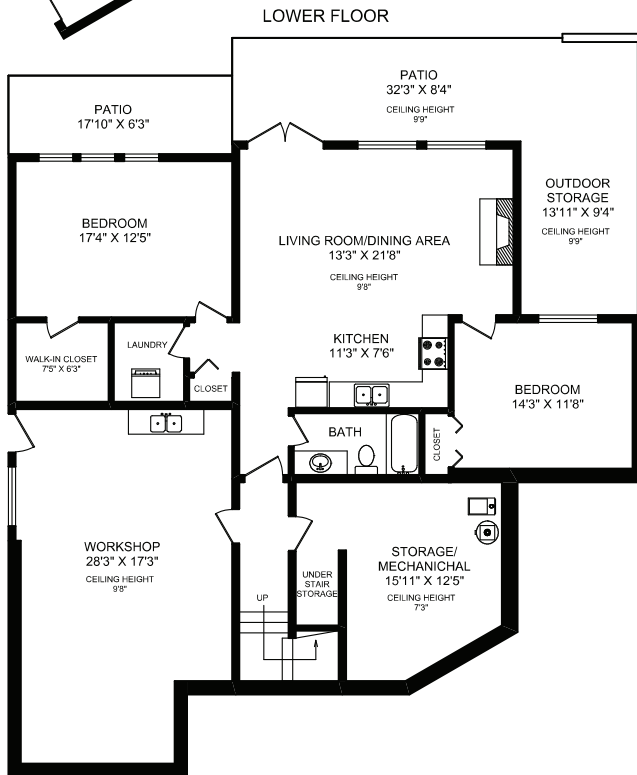 LOWER FLOOR
PATIO
32'3" X 8'4"
CEILING HEIGHT
9'9"
PATIO
17'10" X 6'3"
OUTDOOR
STORAGE
13'11" X 9'4"
CEILING HEIGHT
9'9"
BEDROOM
17'4" X 12'5"
LIVING ROOM/DINING AREA
13'3" X 21'8"
CEILING HEIGHT
9'8"
KITCHEN
11'3" X 7'6"
LAUNDRY
WALK-IN CLOSET
7'5" X 6'3"
CLOSET
BEDROOM
14'3" X 11'8"
BATH
CLOSET
WORKSHOP
28'3" X 17'3"
CEILING HEIGHT
9'8"
STORAGE/
MECHANICHAL
15'11" X 12'5"
CEILING HEIGHT
7'3"
UNDER
STAIR
STORAGE
UP